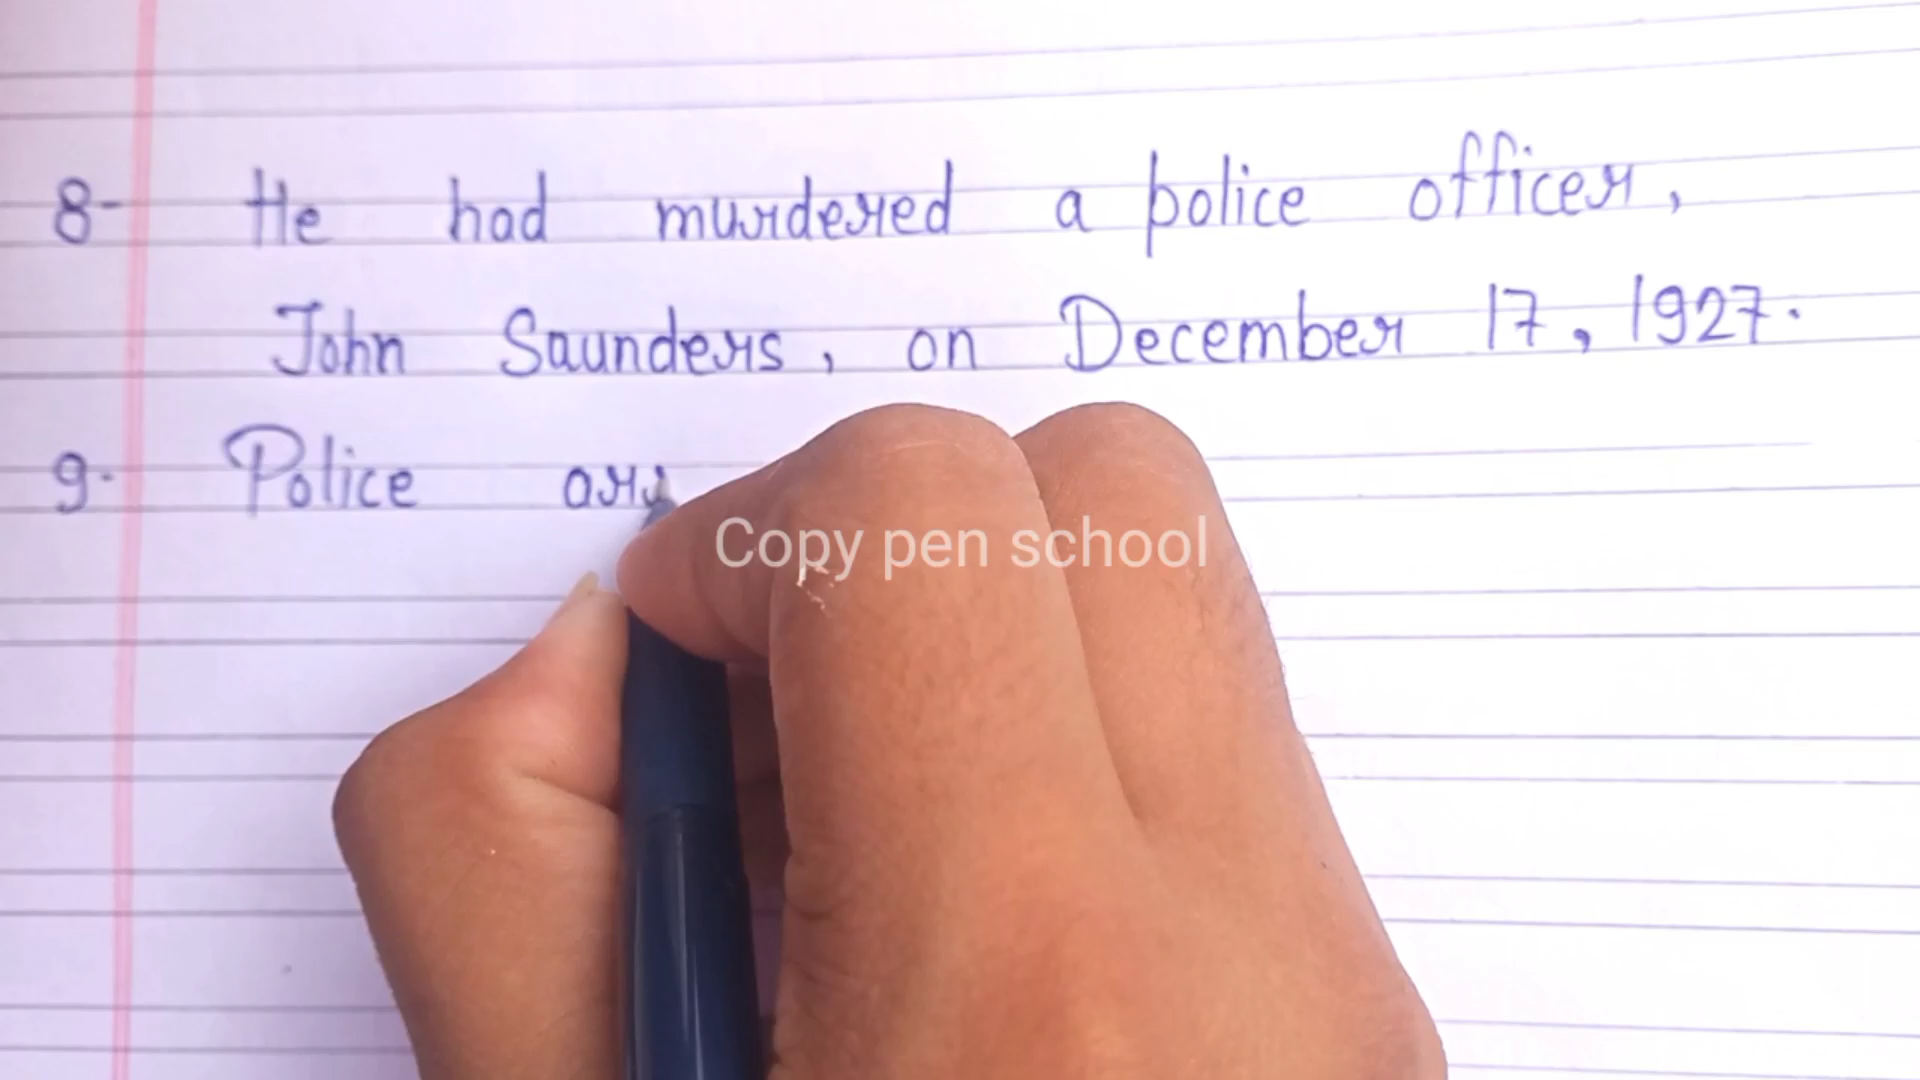 8- He had murdered a police officer,
John Saunders, on December 17, 1927.
9. Police
Copy pen school